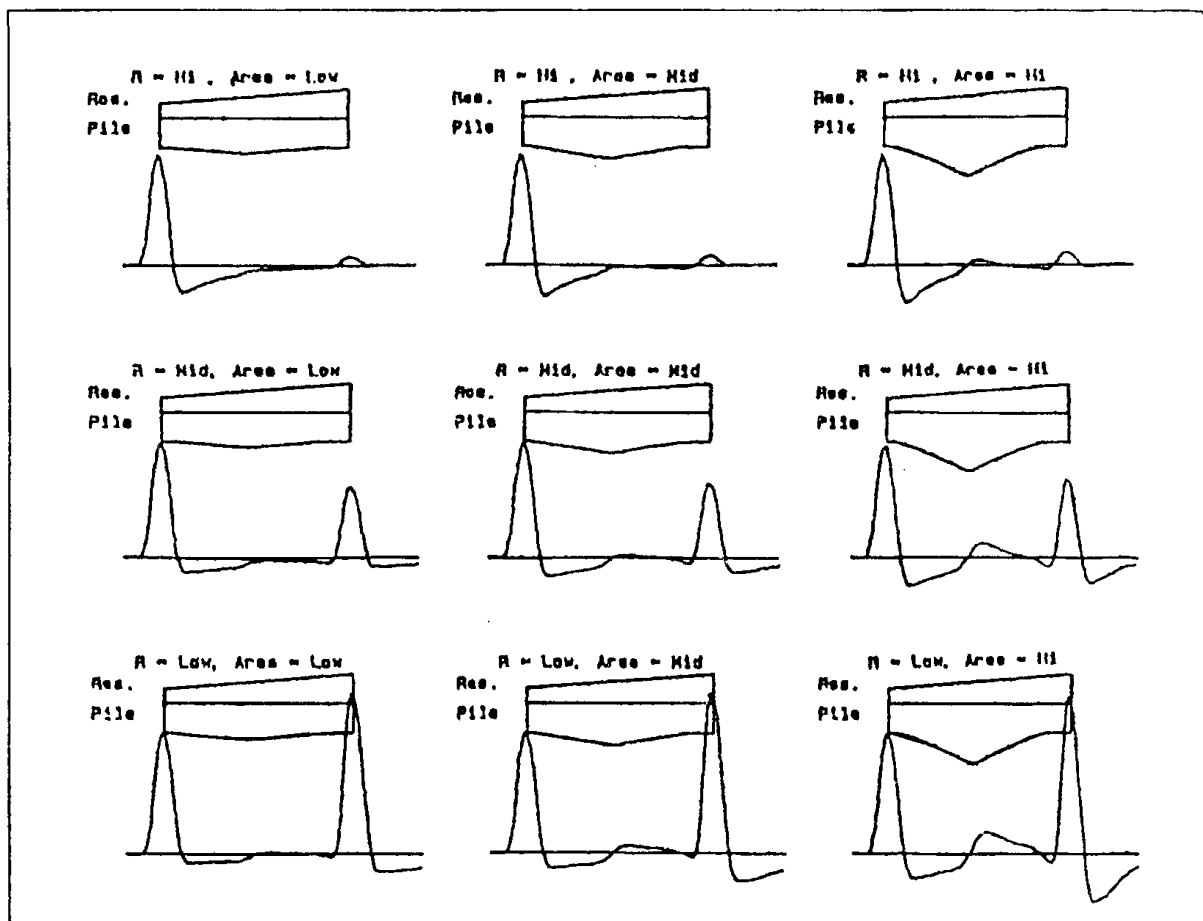 R - Hi , Area - Low
Res.
Pile
R - Hi , Area - Mid
Res.
Pile
R - Hi , Area - Hi
Res.
Pile
R - Mid, Area - Low
Res.
Pile
R - Mid, Area - Mid
Res.
Pile
R - Mid, Area - Hi
Res.
Pile
R - Low, Area - Low
Res.
Pile
R - Low, Area - Mid
Res.
Pile
R - Low, Area - Hi
Res.
Pile